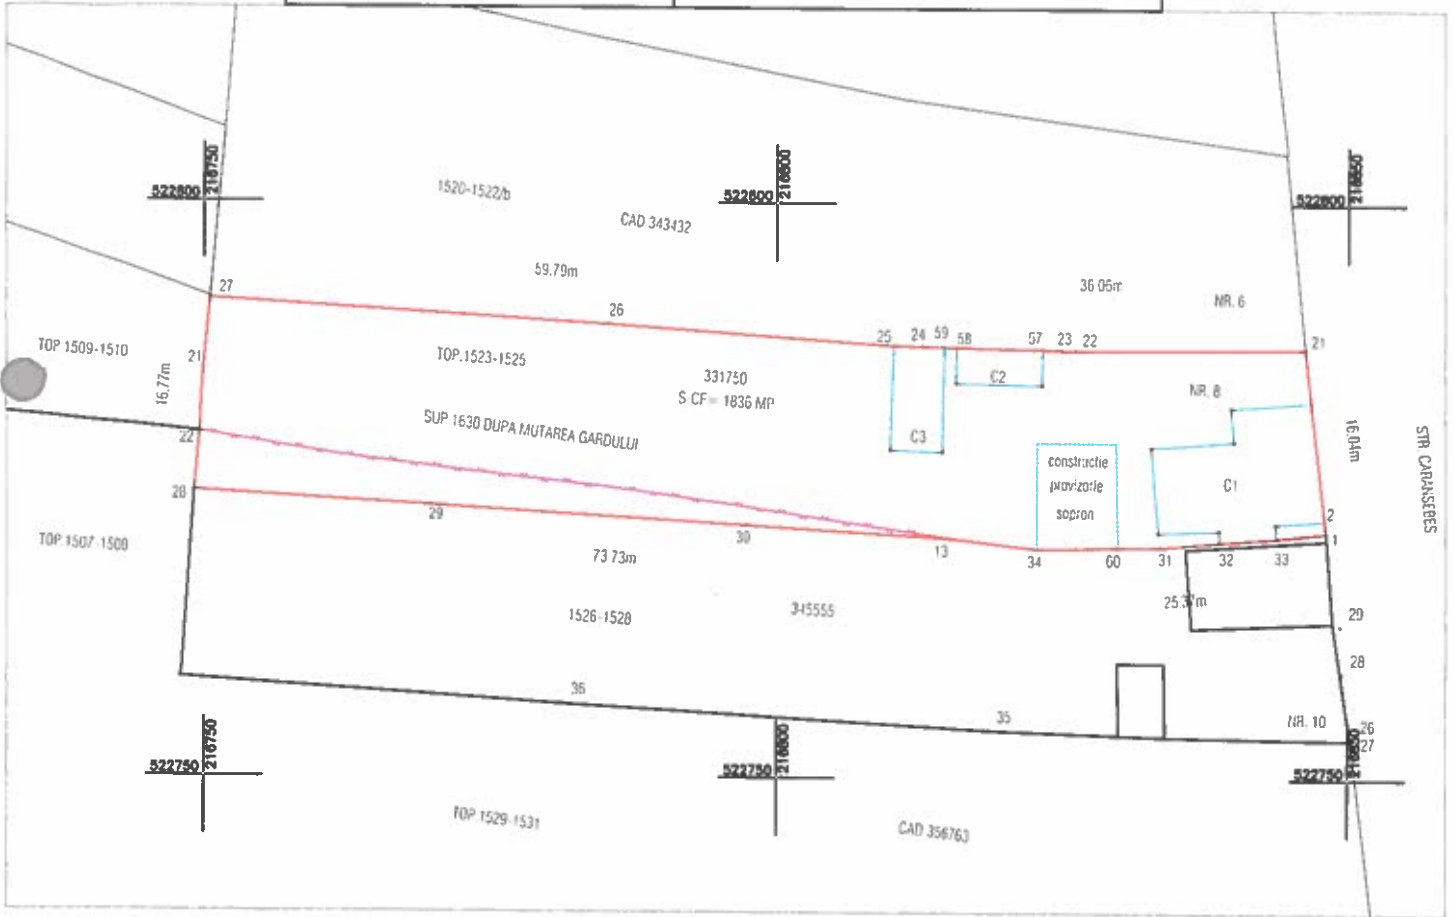 522800
216750
1520-1522/b
CAD 343432
522800
216800
522800
216850
59.79m
36 06m
NR. 6
27
26
25
24
59
58
57
23
22
21
TOP 1509-1510
21
16.77m
TOP.1523-1525
331750
S CF = 1836 MP
C2
NR. 8
SUP 1630 DUPA MUTAREA GARDULUI
C3
constructie
provizorie
sopron
C1
16.04m
STR. CARANSEBES
22
28
29
30
13
34
60
31
32
33
2
1
TOP 1507-1508
73 73m
1526-1528
345555
25.37m
29
28
36
35
NR. 10
26
27
522750
216750
522750
216800
522750
216850
TOP 1529-1531
CAD 356763